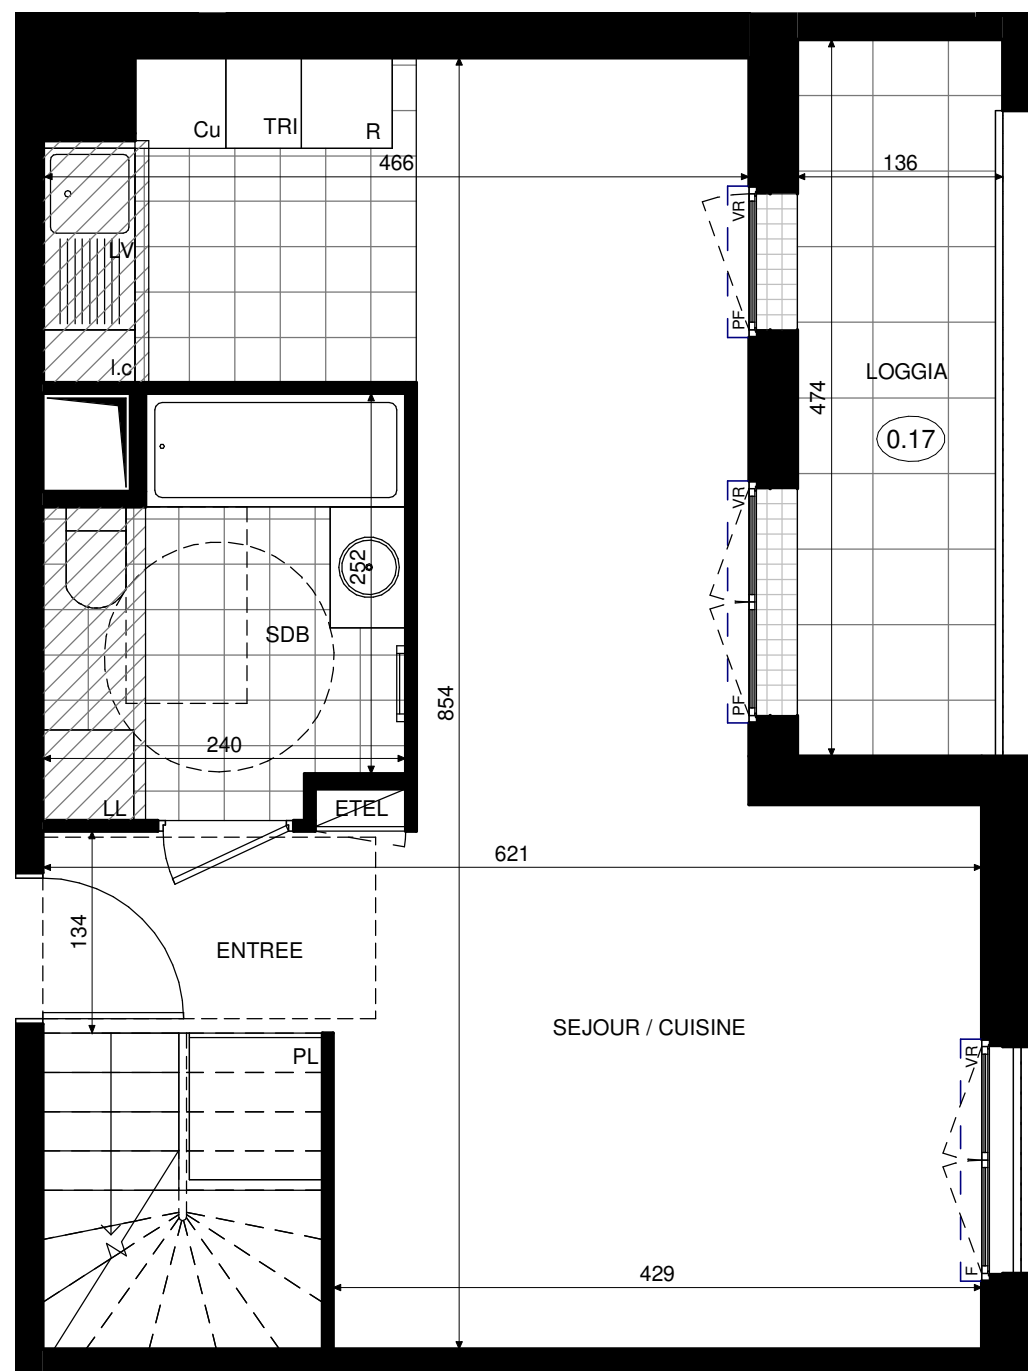 Cu
TRI
R
466
136
VR
LV
PF
I.c
LOGGIA
474
0.17
VR
252
SDB
854
PF
240
LL
ETEL
621
134
ENTREE
SEJOUR / CUISINE
PL
VR
F
429